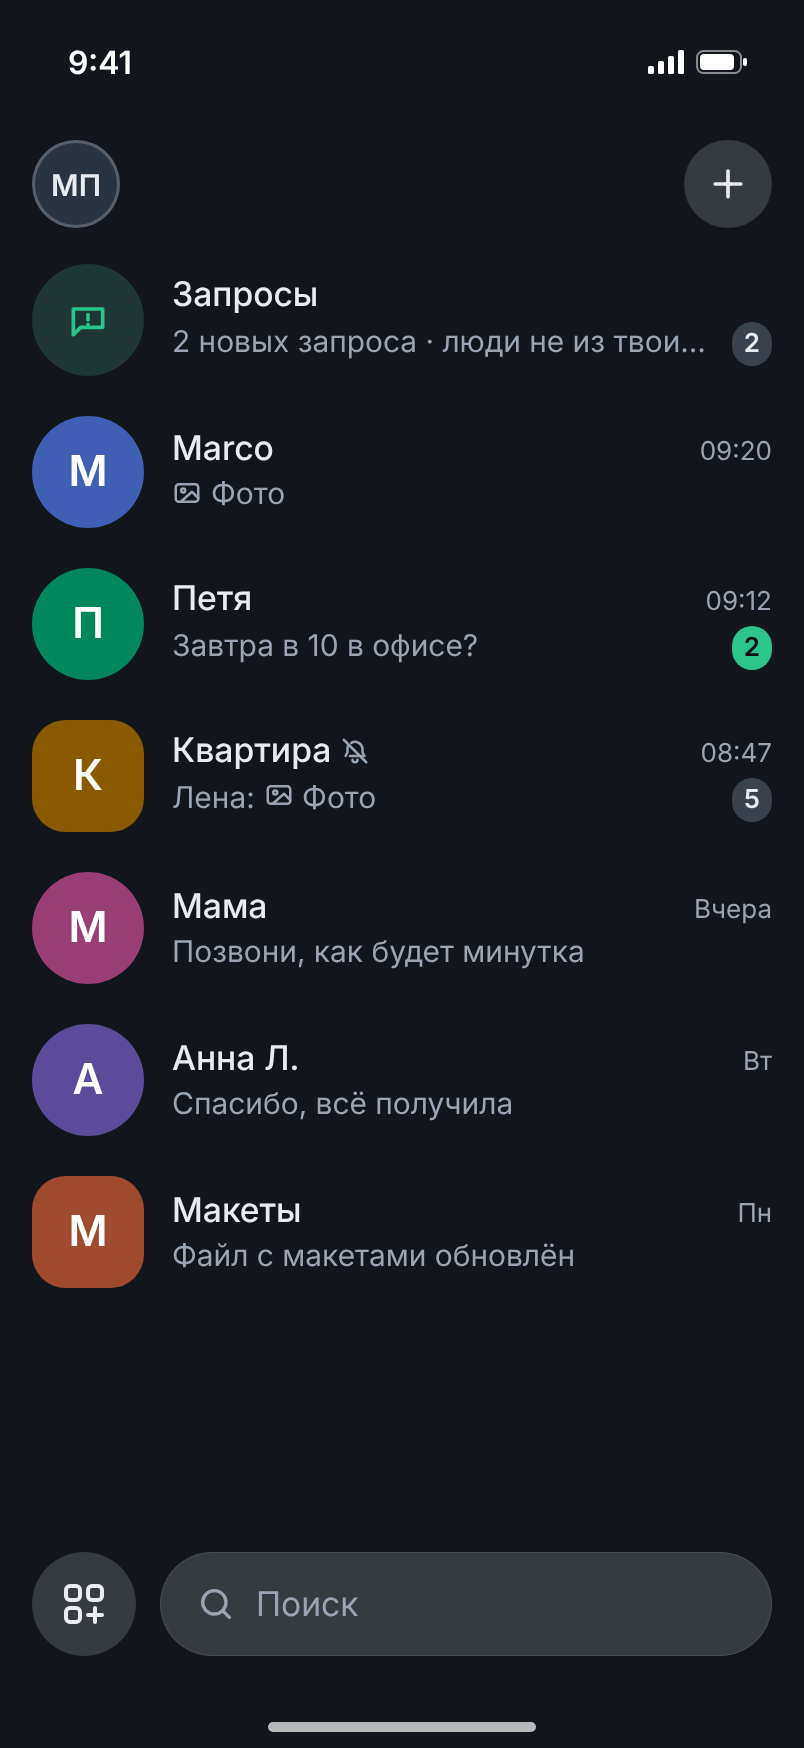 9:41
МП
Запросы
2 новых запроса · люди не из твои...
2
M
Marco
09:20
Фото
П
Петя
09:12
Завтра в 10 в офисе?
2
К
Квартира
08:47
Лена: Фото
5
М
Мама
Вчера
Позвони, как будет минутка
А
Анна Л.
Вт
Спасибо, всё получила
М
Макеты
Пн
Файл с макетами обновлён
Поиск